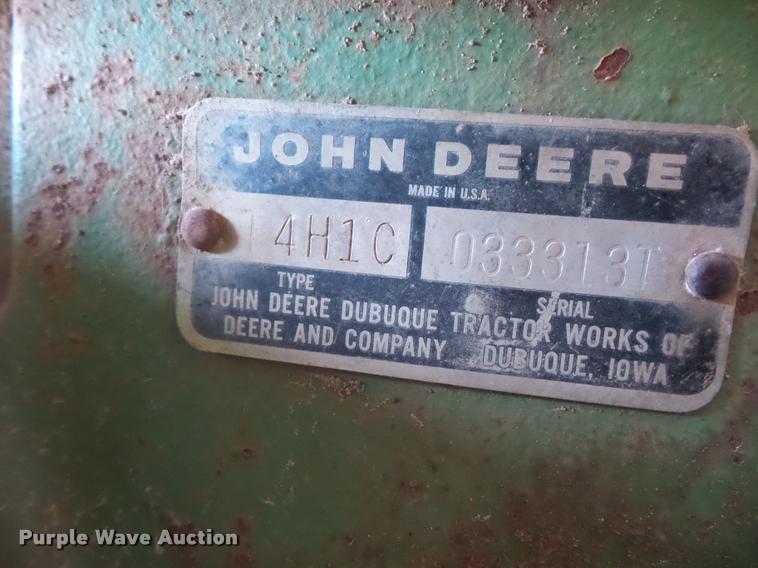 JOHN DEERE
MADE IN U.S.A.
4H1C 033313T
TYPE SERIAL
JOHN DEERE DUBUQUE TRACTOR WORKS OF
DEERE AND COMPANY DUBUQUE, IOWA
Purple Wave Auction